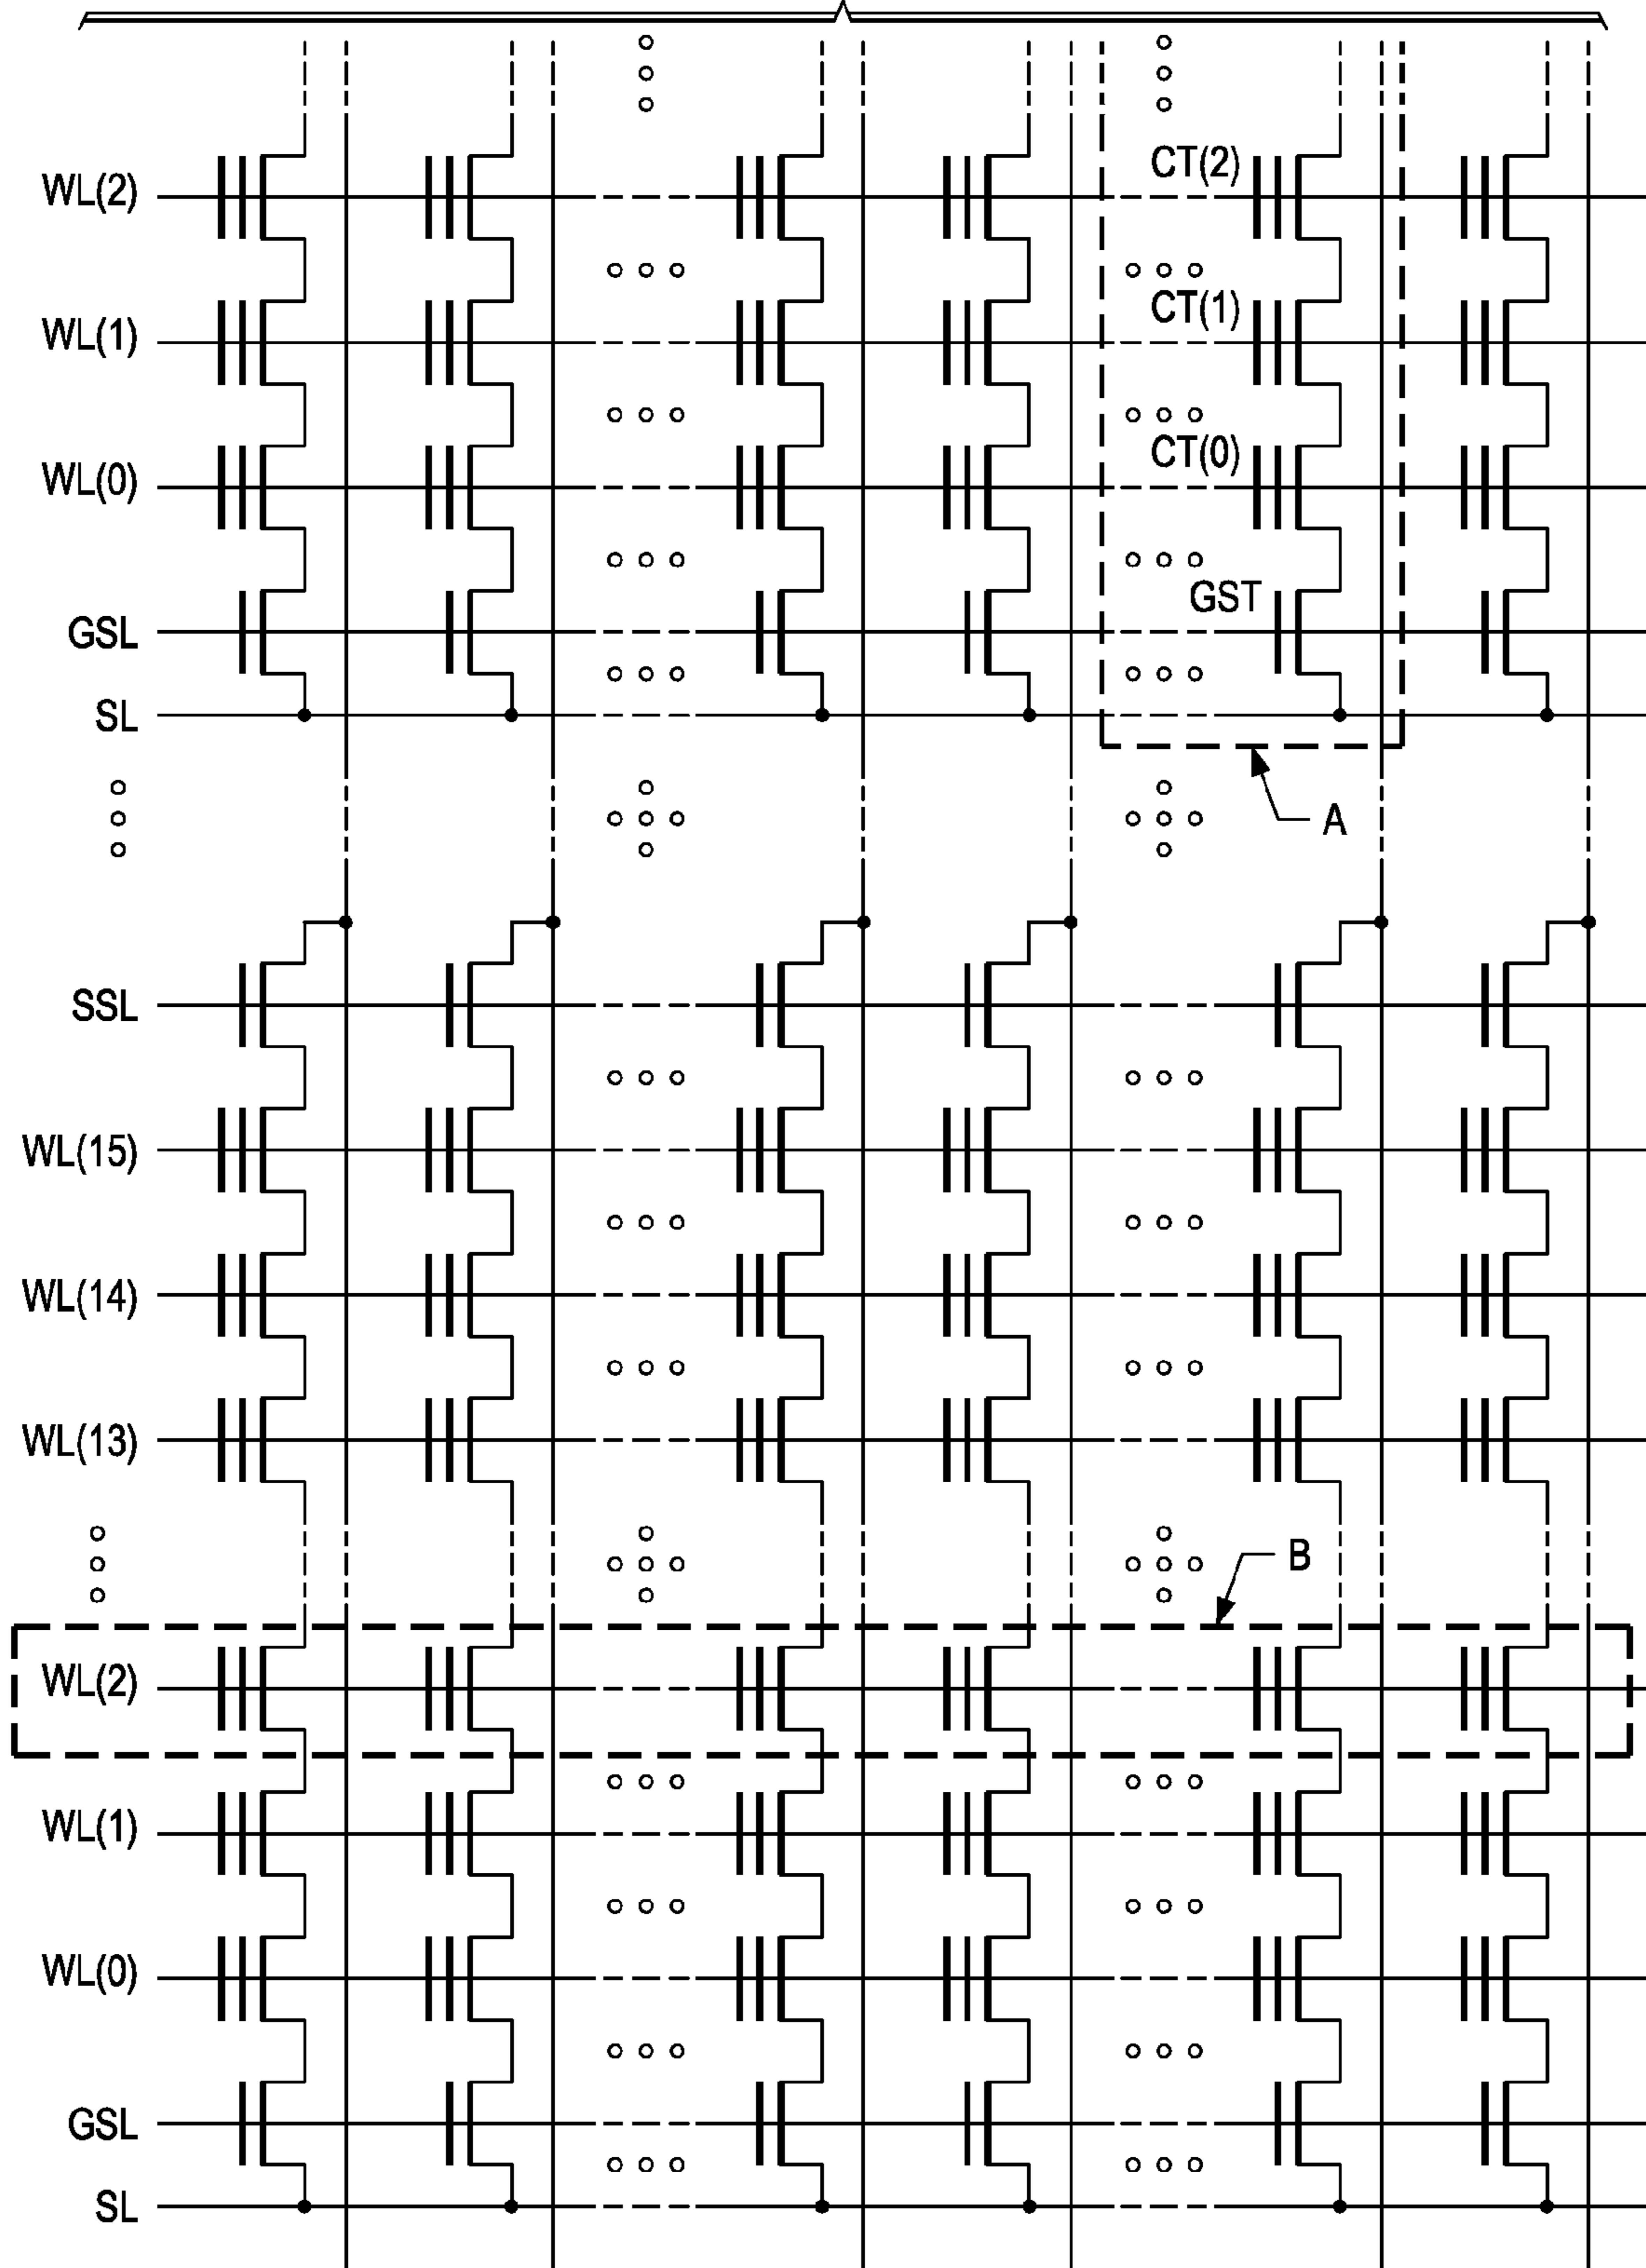 WL(2)
CT(2)
WL(1)
CT(1)
WL(0)
CT(0)
GSL
GST
SL
A
SSL
WL(15)
WL(14)
WL(13)
B
WL(2)
WL(1)
WL(0)
GSL
SL